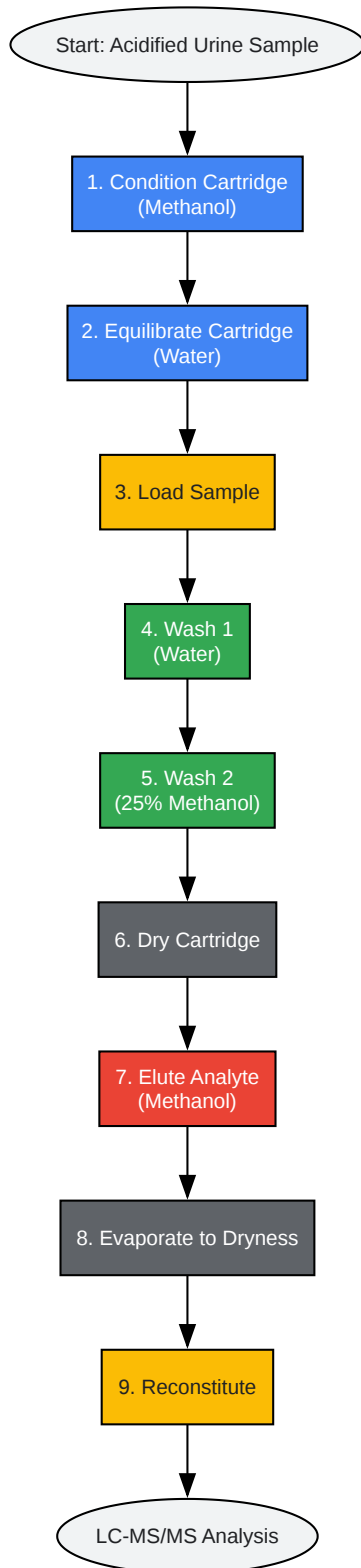 Start: Acidified Urine Sample
1. Condition Cartridge
(Methanol)
2. Equilibrate Cartridge
(Water)
3. Load Sample
4. Wash 1
(Water)
5. Wash 2
(25% Methanol)
6. Dry Cartridge
7. Elute Analyte
(Methanol)
8. Evaporate to Dryness
9. Reconstitute
LC-MS/MS Analysis